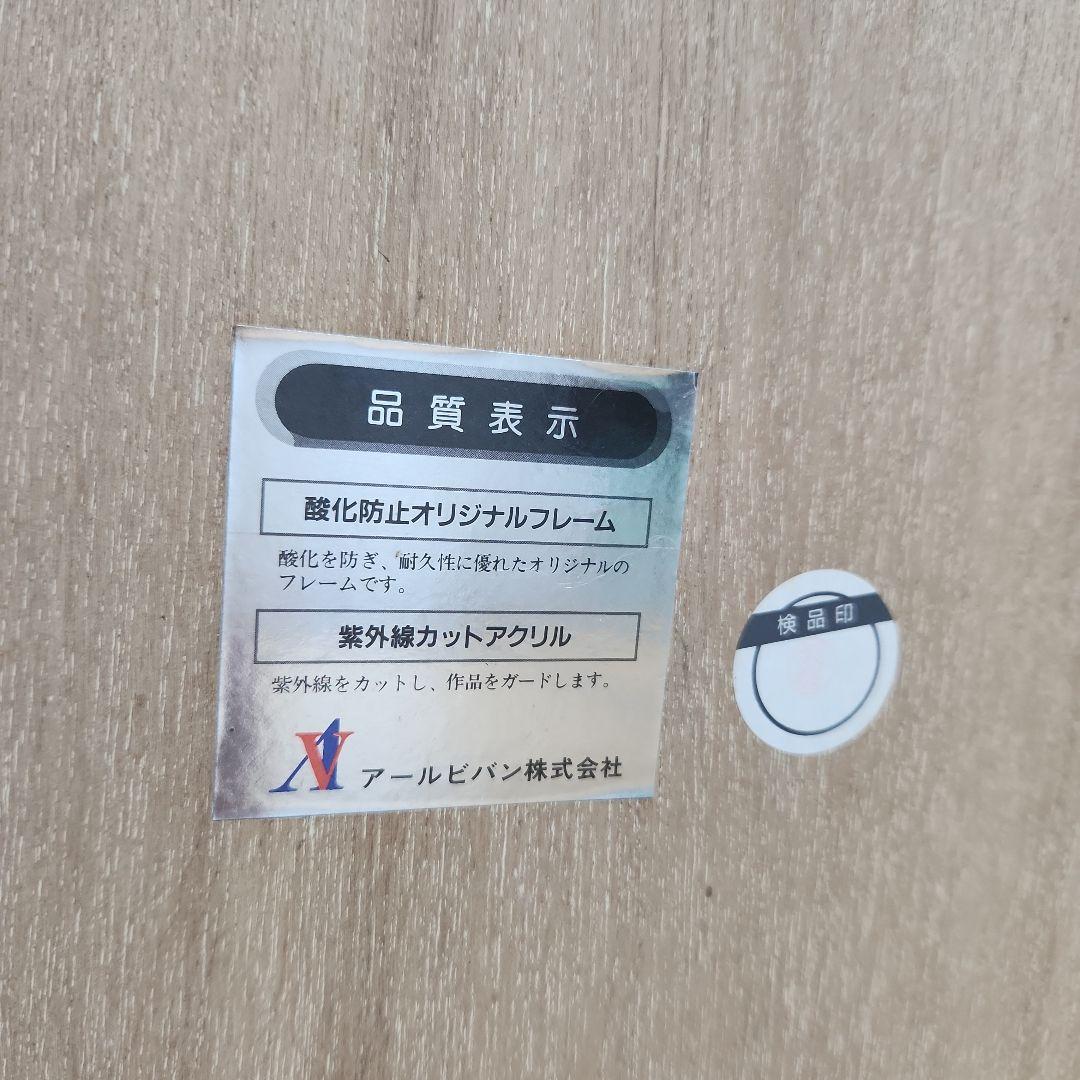 品質表示
酸化防止オリジナルフレーム
酸化を防ぎ、耐久性に優れたオリジナルの
フレームです。
紫外線カットアクリル
紫外線をカットし、作品をガードします。
アールビバン株式会社
検品印